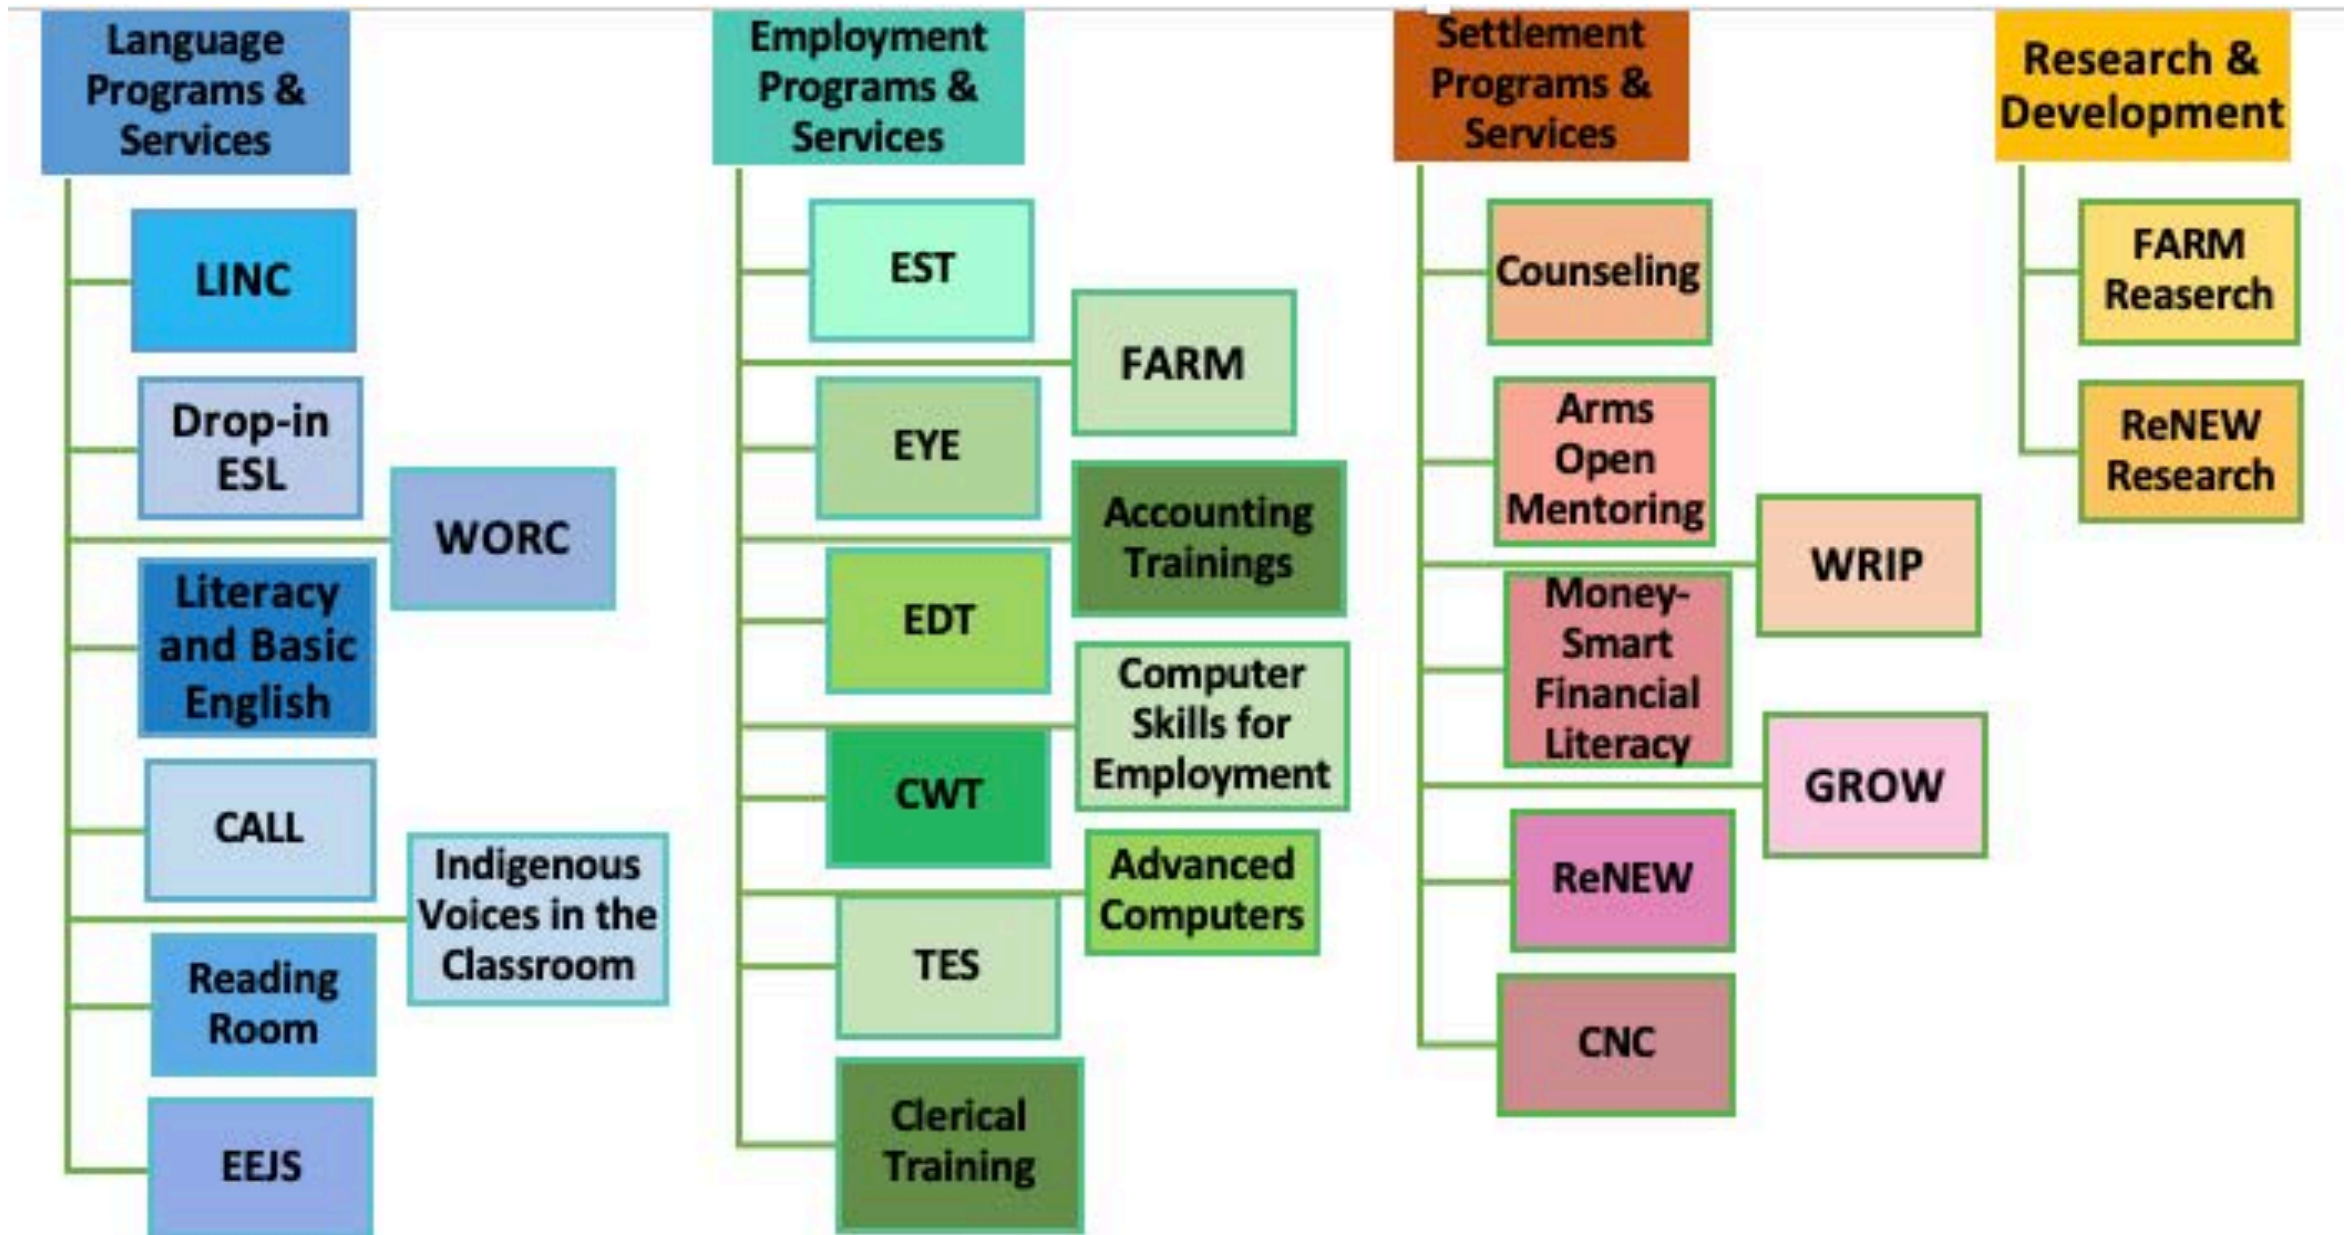 Language
Programs &
Services
LINC
Drop-in
ESL
WORC
Literacy
and Basic
English
CALL
Indigenous
Voices in the
Classroom
Reading
Room
EEJS
Employment
Programs &
Services
EST
FARM
EYE
Accounting
Trainings
EDT
Computer
Skills for
Employment
CWT
Advanced
Computers
TES
Clerical
Training
Settlement
Programs &
Services
Counseling
Arms
Open
Mentoring
WRIP
Money-
Smart
Financial
Literacy
GROW
ReNEW
CNC
Research &
Development
FARM
Reaserch
ReNEW
Research